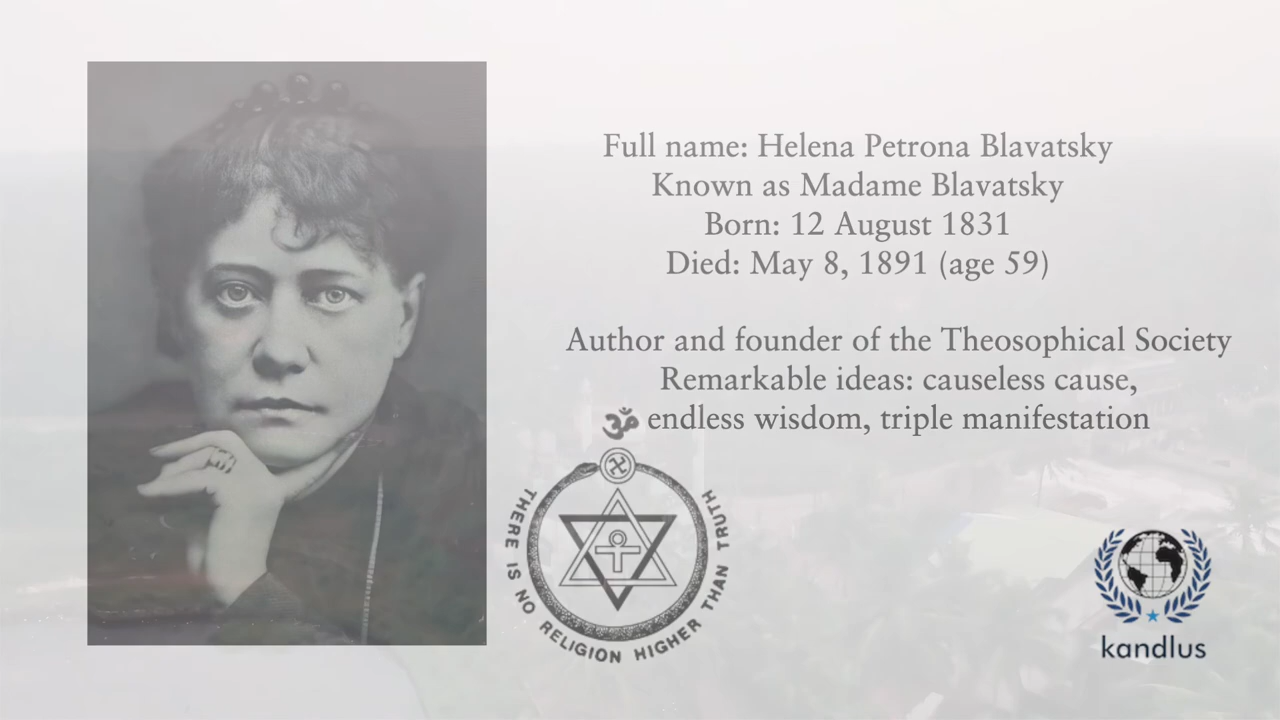 Full name: Helena Petrona Blavatsky
Known as Madame Blavatsky
Born: 12 August 1831
Died: May 8, 1891 (age 59)
Author and founder of the Theosophical Society
Remarkable ideas: causeless cause,
endless wisdom, triple manifestation
ॐ
THERE IS NO RELIGION HIGHER THAN TRUTH
kandlus